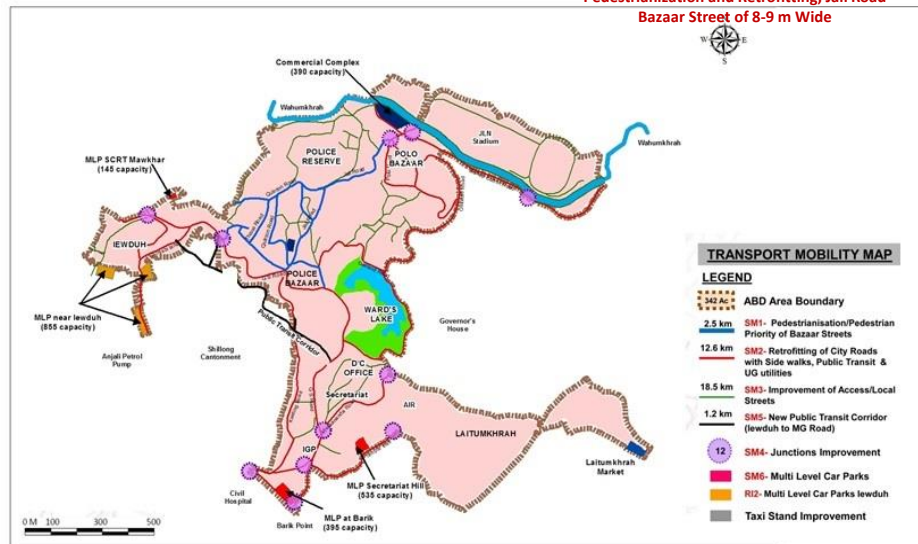 Pedestrianization and Retrofitting, Jail Road
Bazaar Street of 8-9 m Wide
N
W
E
S
Commercial Complex
(390 capacity)
Wahumkhrah
JLN
Stadium
Wahumkhrah
MLP SCRT Mawkhar
(145 capacity)
POLICE
RESERVE
POLO
BAZAAR
IEWDUH
POLICE
BAZAAR
MLP near Iewduh
(855 capacity)
Anjali Petrol
Pump
Shillong
Cantonment
Public Transit Corridor
WARD'S
LAKE
Governor's
House
D'C
OFFICE
Secretariat
AIR
LAITUMKHRAH
IGP
Laitumkhrah
Market
Civil
Hospital
Barik Point
MLP at Barik
(395 capacity)
MLP Secretariat Hill
(535 capacity)
0 M 100 200 300 400 500
TRANSPORT MOBILITY MAP
LEGEND
342 Ac ABD Area Boundary
2.5 km SM1- Pedestrianisation/Pedestrian
Priority of Bazaar Streets
12.6 km SM2- Retrofitting of City Roads
with Side walks, Public Transit &
UG utilities
18.5 km SM3- Improvement of Access/Local
Streets
1.2 km SM5- New Public Transit Corridor
(Iewduh to MG Road)
12 SM4- Junctions Improvement
SM6- Multi Level Car Parks
RI2- Multi Level Car Parks Iewduh
Taxi Stand Improvement